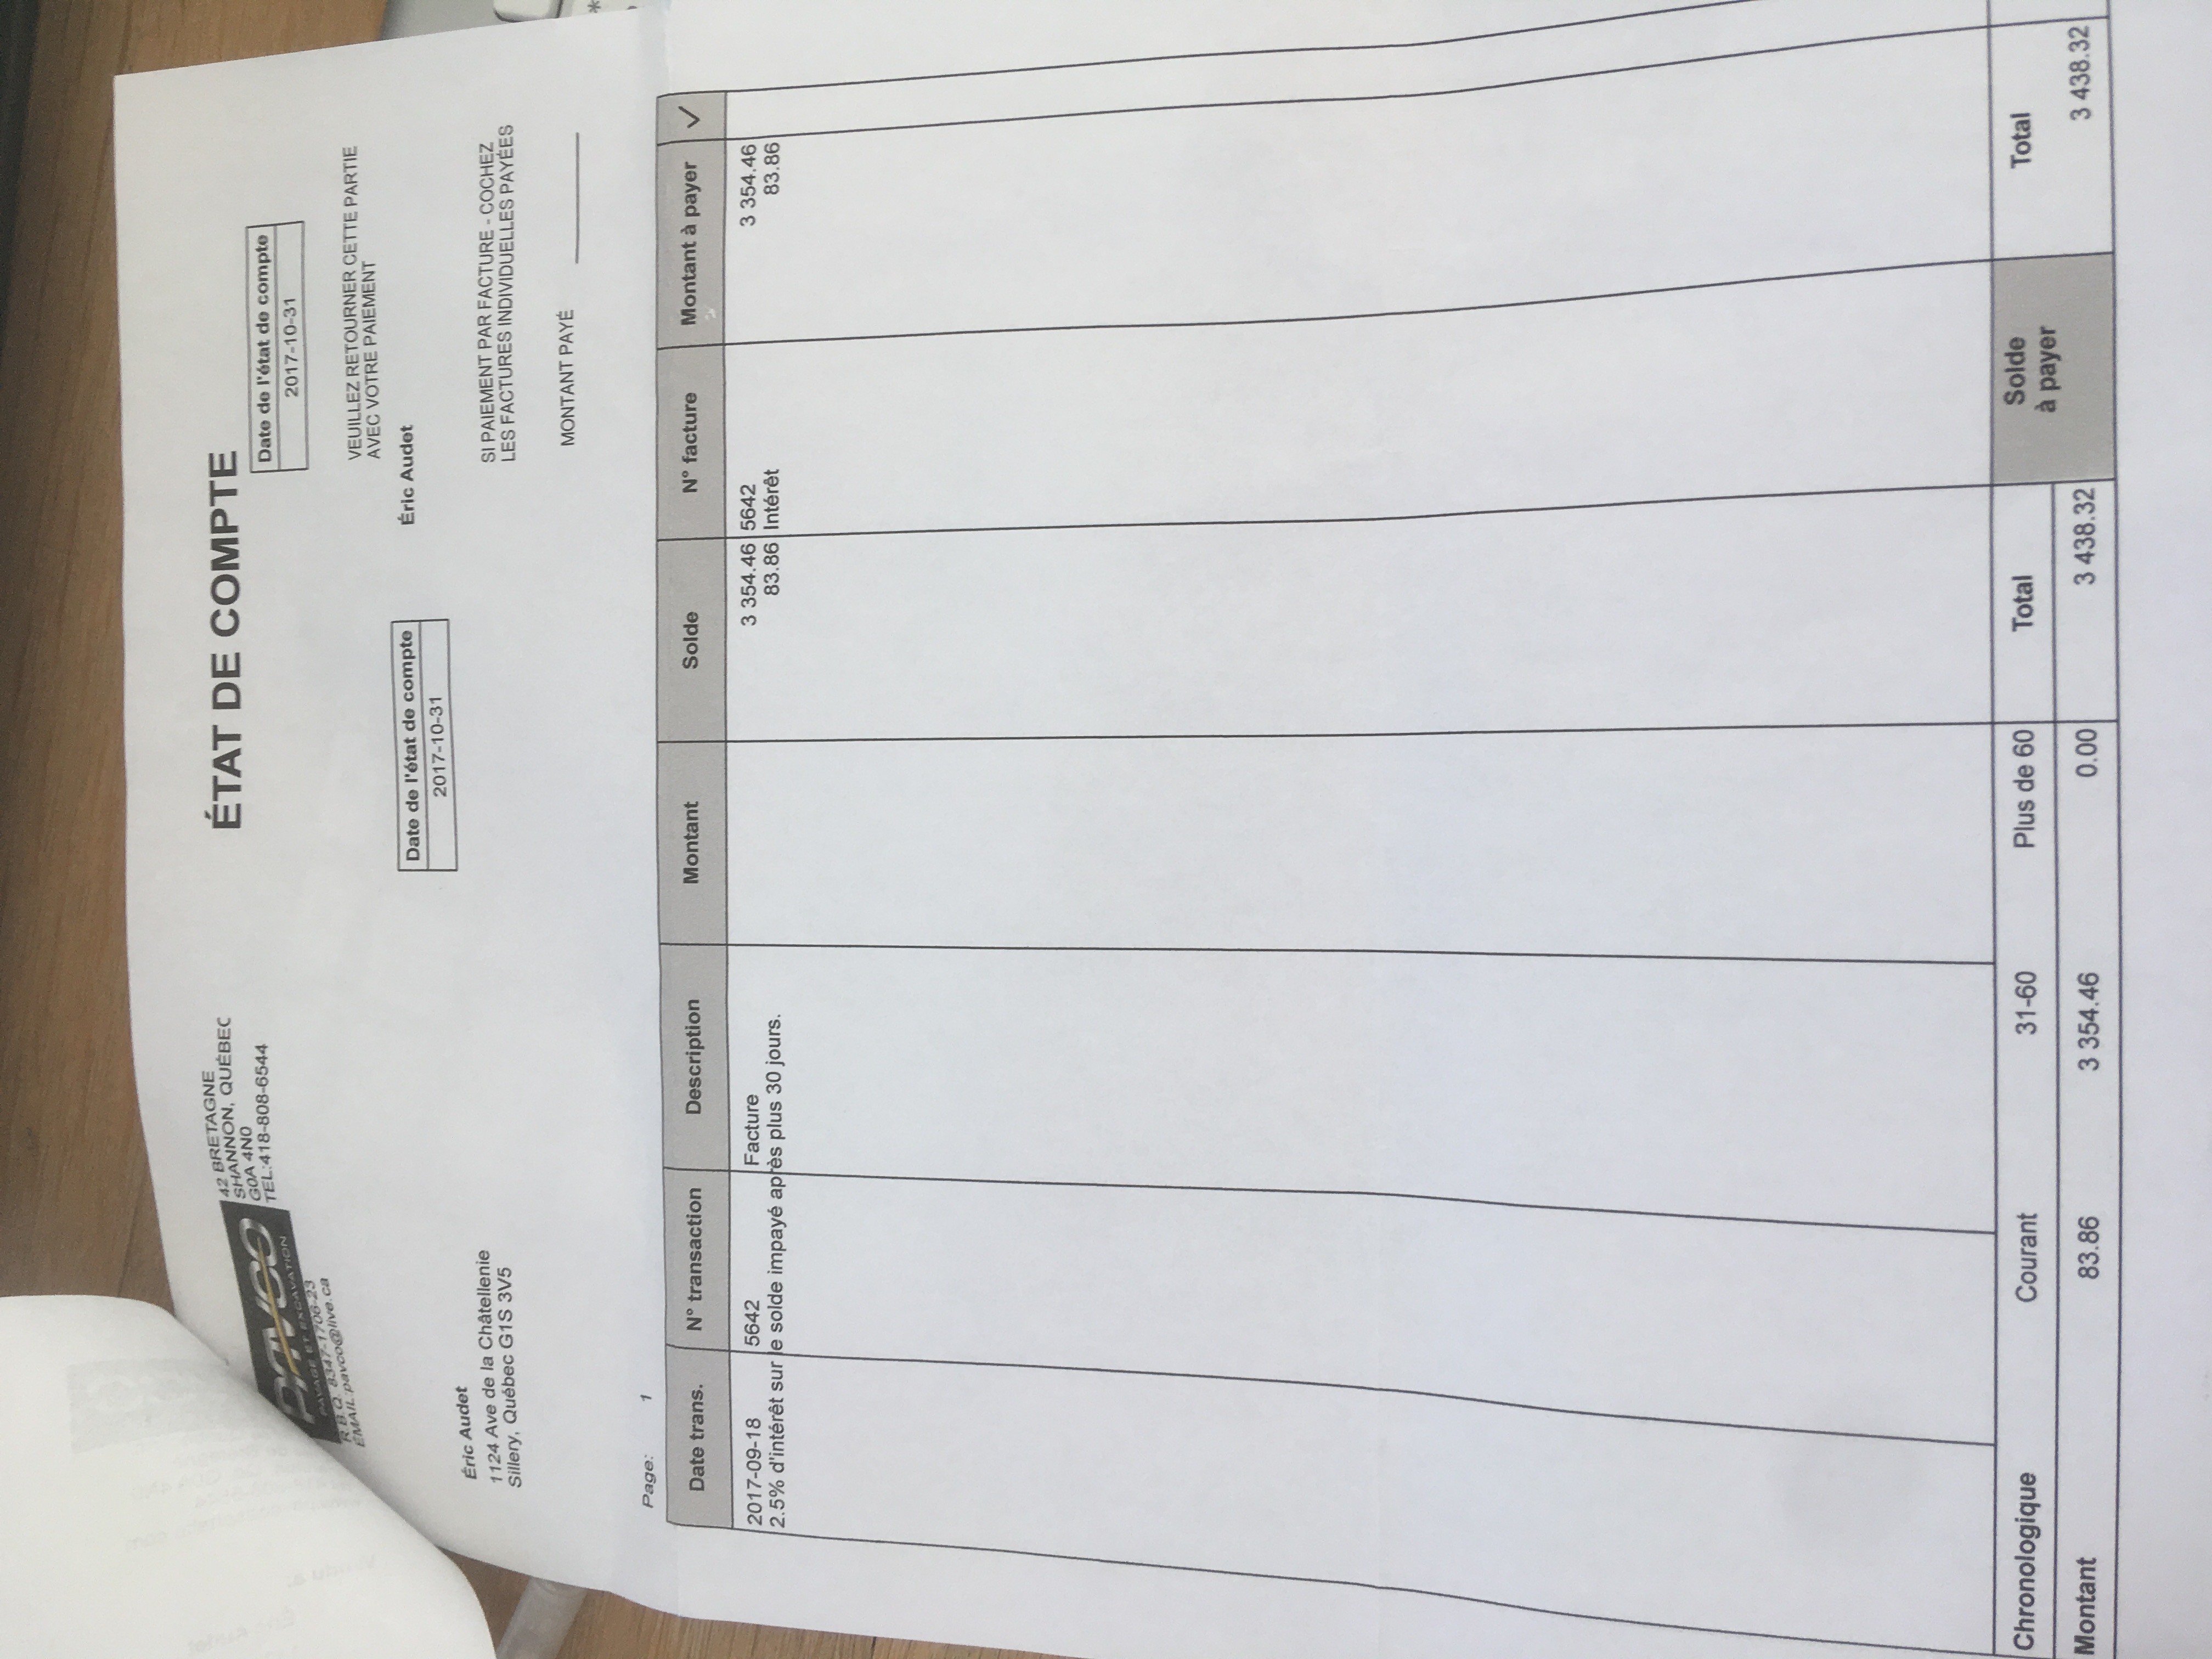 42 BRETAGNE
SHANNON, QUÉBEC
G0A 4N0
TEL:418-808-6544
PAVCO
PAVAGE ET EXCAVATION
R.B.Q. 8347-1706-23
EMAIL:pavco@live.ca
ÉTAT DE COMPTE
Date de l'état de compte
2017-10-31
VEUILLEZ RETOURNER CETTE PARTIE
AVEC VOTRE PAIEMENT
Date de l'état de compte
2017-10-31
Éric Audet
Éric Audet
1124 Ave de la Châtellenie
Sillery, Québec G1S 3V5
SI PAIEMENT PAR FACTURE - COCHEZ
LES FACTURES INDIVIDUELLES PAYÉES
MONTANT PAYÉ
Page: 1
Date trans. N° transaction Description Montant Solde N° facture Montant à payer ✓
2017-09-18 5642 Facture 3 354.46 5642 3 354.46
2.5% d'intérêt sur le solde impayé après plus 30 jours. 83.86 Intérêt 83.86
Chronologique Courant 31-60 Plus de 60 Total Solde à payer Total
Montant 83.86 3 354.46 0.00 3 438.32 3 438.32